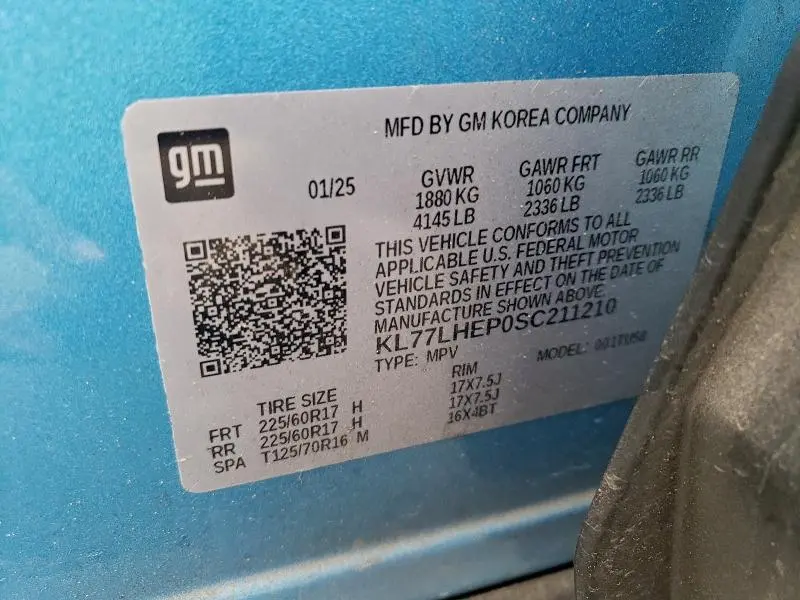 MFD BY GM KOREA COMPANY
gm
01/25
GVWR GAWR FRT GAWR RR
1880 KG 1060 KG 1060 KG
4145 LB 2336 LB 2336 LB
THIS VEHICLE CONFORMS TO ALL
APPLICABLE U.S. FEDERAL MOTOR
VEHICLE SAFETY AND THEFT PREVENTION
STANDARDS IN EFFECT ON THE DATE OF
MANUFACTURE SHOWN ABOVE.
KL77LHEP0SC211210
TYPE: MPV MODEL:
TIRE SIZE RIM
FRT 225/60R17 H 17X7.5J
RR 225/60R17 H 17X7.5J
SPA T125/70R16 M 16X4BT